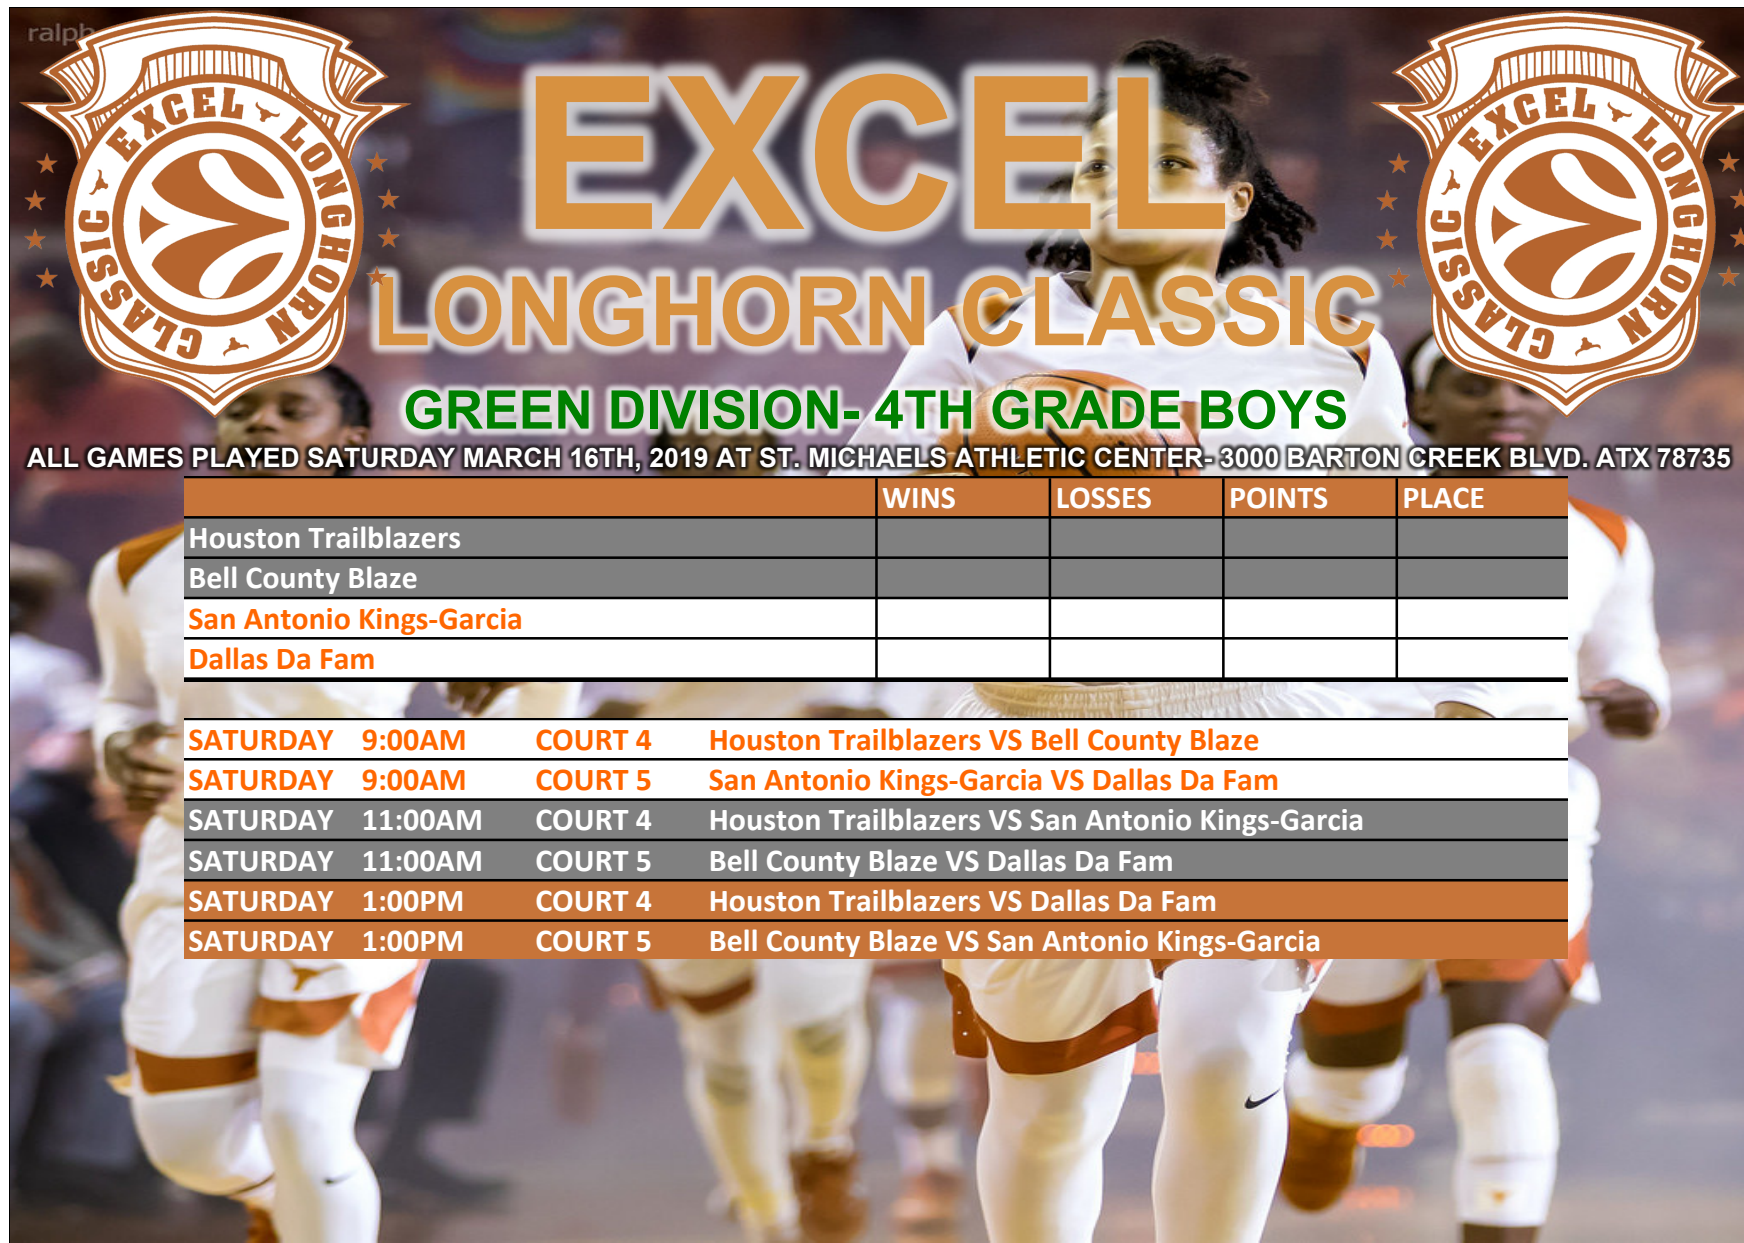 ralph
EXCEL LONGHORN CLASSIC
EXCEL LONGHORN CLASSIC
EXCEL
LONGHORN CLASSIC
GREEN DIVISION- 4TH GRADE BOYS
ALL GAMES PLAYED SATURDAY MARCH 16TH, 2019 AT ST. MICHAELS ATHLETIC CENTER- 3000 BARTON CREEK BLVD. ATX 78735
WINS LOSSES POINTS PLACE
Houston Trailblazers
Bell County Blaze
San Antonio Kings-Garcia
Dallas Da Fam
SATURDAY 9:00AM COURT 4 Houston Trailblazers VS Bell County Blaze
SATURDAY 9:00AM COURT 5 San Antonio Kings-Garcia VS Dallas Da Fam
SATURDAY 11:00AM COURT 4 Houston Trailblazers VS San Antonio Kings-Garcia
SATURDAY 11:00AM COURT 5 Bell County Blaze VS Dallas Da Fam
SATURDAY 1:00PM COURT 4 Houston Trailblazers VS Dallas Da Fam
SATURDAY 1:00PM COURT 5 Bell County Blaze VS San Antonio Kings-Garcia